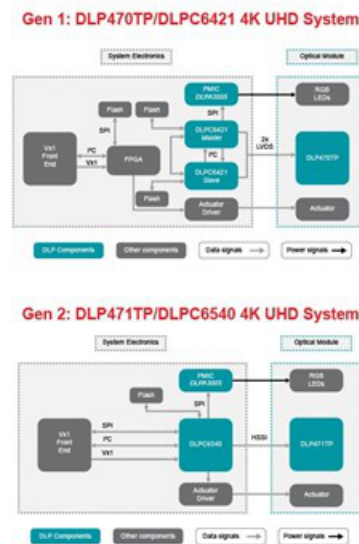 Gen 1: DLP470TP/DLPC6421 4K UHD System
System Electronics
Optical Module
Flash
Flash
PMIC
DLPA3005
RGB
LEDs
SPI
SPI
Vx1
Front
End
I²C
Vx1
FPGA
DLPC6421
Master
I²C
DLPC6421
Slave
2x
LVDS
DLP470TP
Flash
Actuator
Driver
Actuator
DLP Components
Other components
Data signals
Power signals
Gen 2: DLP471TP/DLPC6540 4K UHD System
System Electronics
Optical Module
PMIC
DLPA3005
RGB
LEDs
Flash
SPI
SPI
Vx1
Front
End
SPI
I²C
Vx1
DLPC6540
HSSI
DLP471TP
Actuator
Driver
Actuator
DLP Components
Other components
Data signals
Power signals